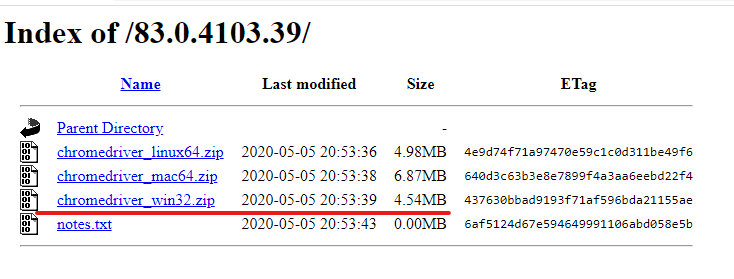 Index of /83.0.4103.39/
Name Last modified Size ETag
Parent Directory -
chromedriver_linux64.zip 2020-05-05 20:53:36 4.98MB 4e9d74f71a97470e59c1c0d311be49f6
chromedriver_mac64.zip 2020-05-05 20:53:38 6.87MB 640d3c63b3e8e7899f4a3aa6eebd22f4
chromedriver_win32.zip 2020-05-05 20:53:39 4.54MB 437630bbad9193f71af596bda21155ae
notes.txt 2020-05-05 20:53:43 0.00MB 6af5124d67e594649991106abd058e5b